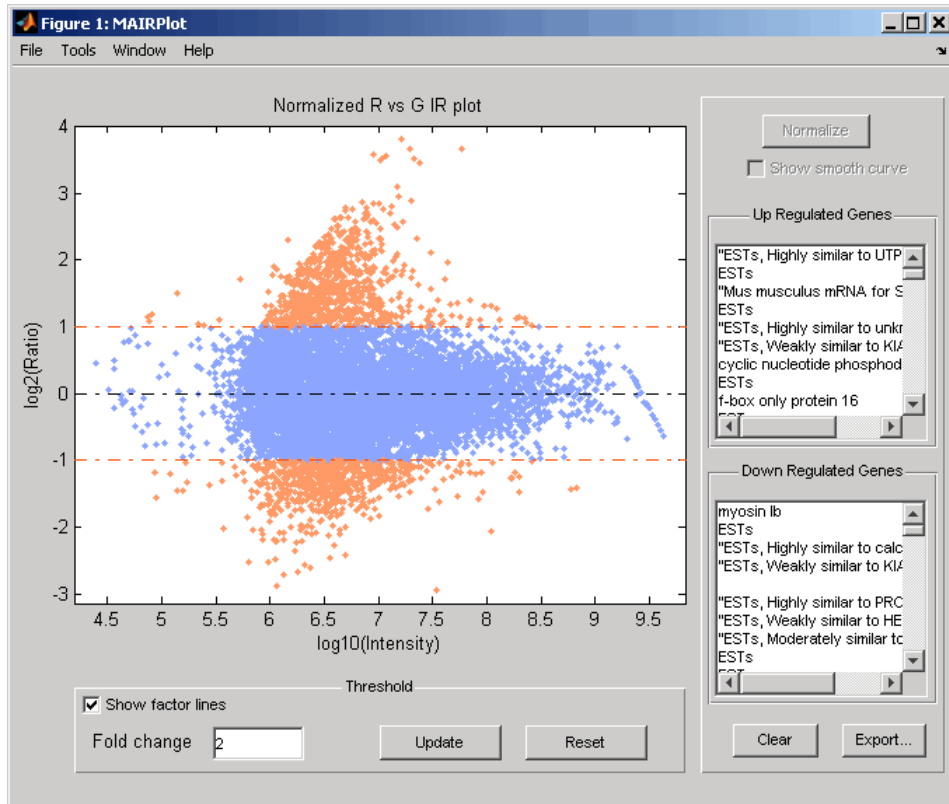 Figure 1: MAIRPlot
File Tools Window Help
Normalized R vs G IR plot
4
3
2
1
0
-1
-2
-3
log2(Ratio)
4.5 5 5.5 6 6.5 7 7.5 8 8.5 9 9.5
log10(Intensity)
Normalize
Show smooth curve
Up Regulated Genes
"ESTs, Highly similar to UTP
ESTs
"Mus musculus mRNA for S
ESTs
"ESTs, Highly similar to unkr
"ESTs, Weakly similar to KIA
cyclic nucleotide phosphod
ESTs
f-box only protein 16
EST
Down Regulated Genes
myosin Ib
ESTs
"ESTs, Highly similar to calc
"ESTs, Weakly similar to KIA
"ESTs, Highly similar to PRC
"ESTs, Weakly similar to HE
"ESTs, Moderately similar to
ESTs
Threshold
Show factor lines
Fold change 2 Update Reset
Clear Export...